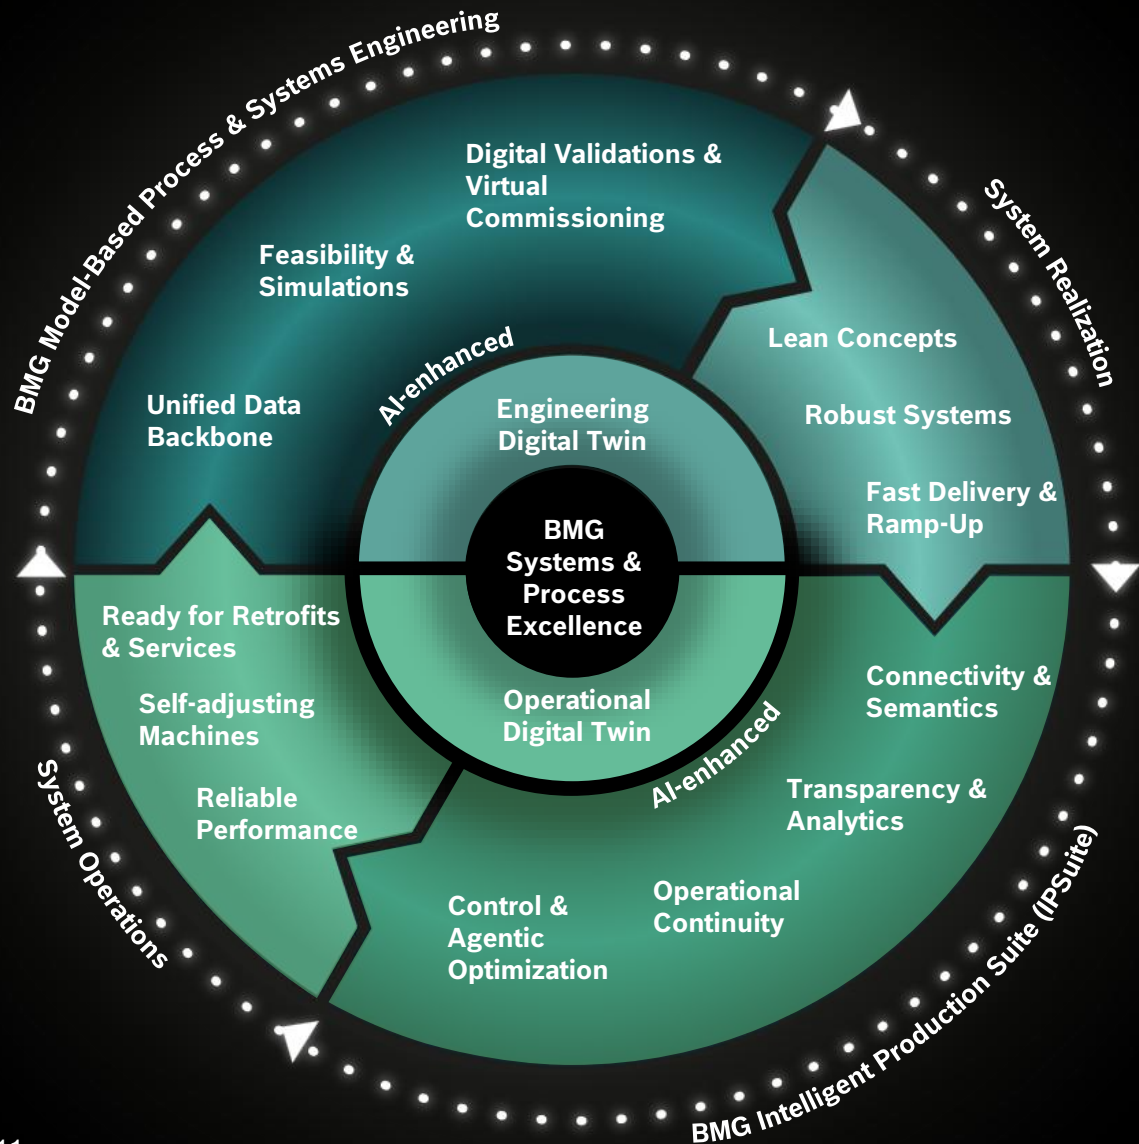 BMG Model-Based Process & Systems Engineering
System Realization
Digital Validations &
Virtual
Commissioning
Feasibility &
Simulations
Unified Data
Backbone
AI-enhanced
Engineering
Digital Twin
Lean Concepts
Robust Systems
Fast Delivery &
Ramp-Up
BMG
Systems &
Process
Excellence
Operational
Digital Twin
AI-enhanced
Connectivity &
Semantics
Transparency &
Analytics
Operational
Continuity
Control &
Agentic
Optimization
Ready for Retrofits
& Services
Self-adjusting
Machines
Reliable
Performance
System Operations
BMG Intelligent Production Suite (IPSuite)